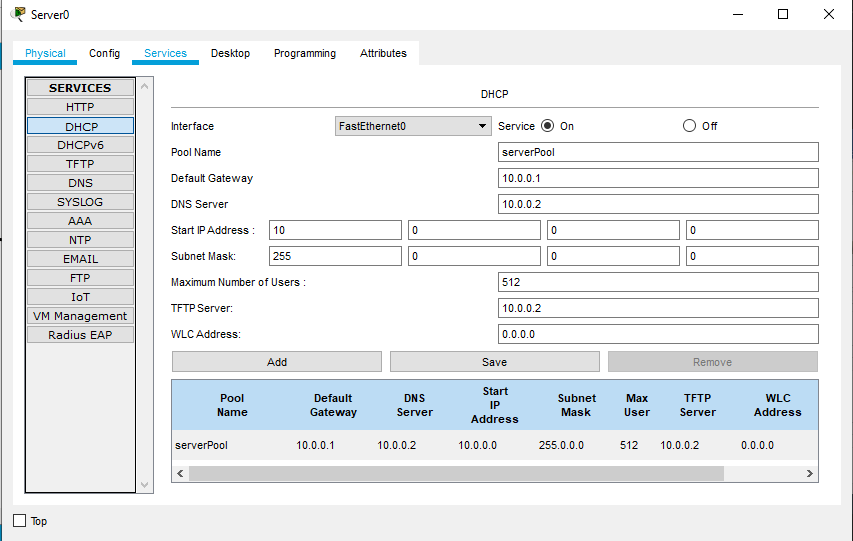 Server0
Physical Config Services Desktop Programming Attributes
SERVICES
HTTP
DHCP
DHCPv6
TFTP
DNS
SYSLOG
AAA
NTP
EMAIL
FTP
IoT
VM Management
Radius EAP
DHCP
Interface FastEthernet0 Service On Off
Pool Name serverPool
Default Gateway 10.0.0.1
DNS Server 10.0.0.2
Start IP Address : 10 0 0 0
Subnet Mask: 255 0 0 0
Maximum Number of Users : 512
TFTP Server: 10.0.0.2
WLC Address: 0.0.0.0
Add Save Remove
Pool Name Default Gateway DNS Server Start IP Address Subnet Mask Max User TFTP Server WLC Address
serverPool 10.0.0.1 10.0.0.2 10.0.0.0 255.0.0.0 512 10.0.0.2 0.0.0.0
Top